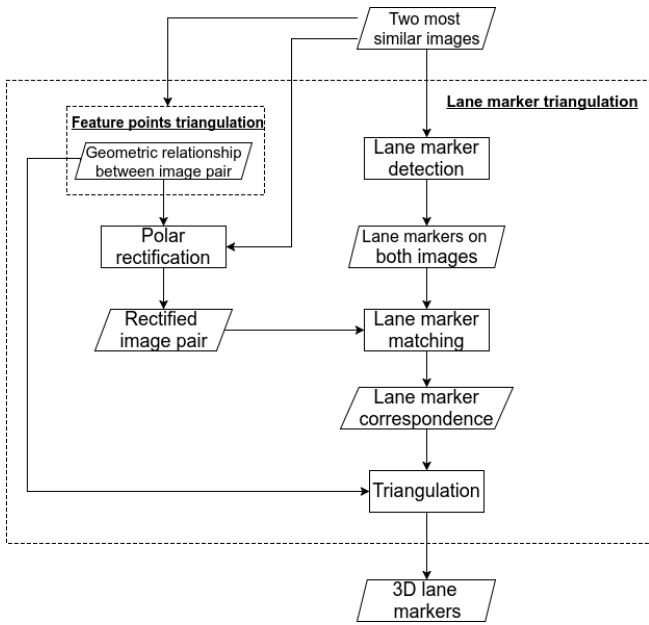 Two most
similar images
Lane marker triangulation
Feature points triangulation
Geometric relationship
between image pair
Lane marker
detection
Polar
rectification
Lane markers on
both images
Rectified
image pair
Lane marker
matching
Lane marker
correspondence
Triangulation
3D lane
markers